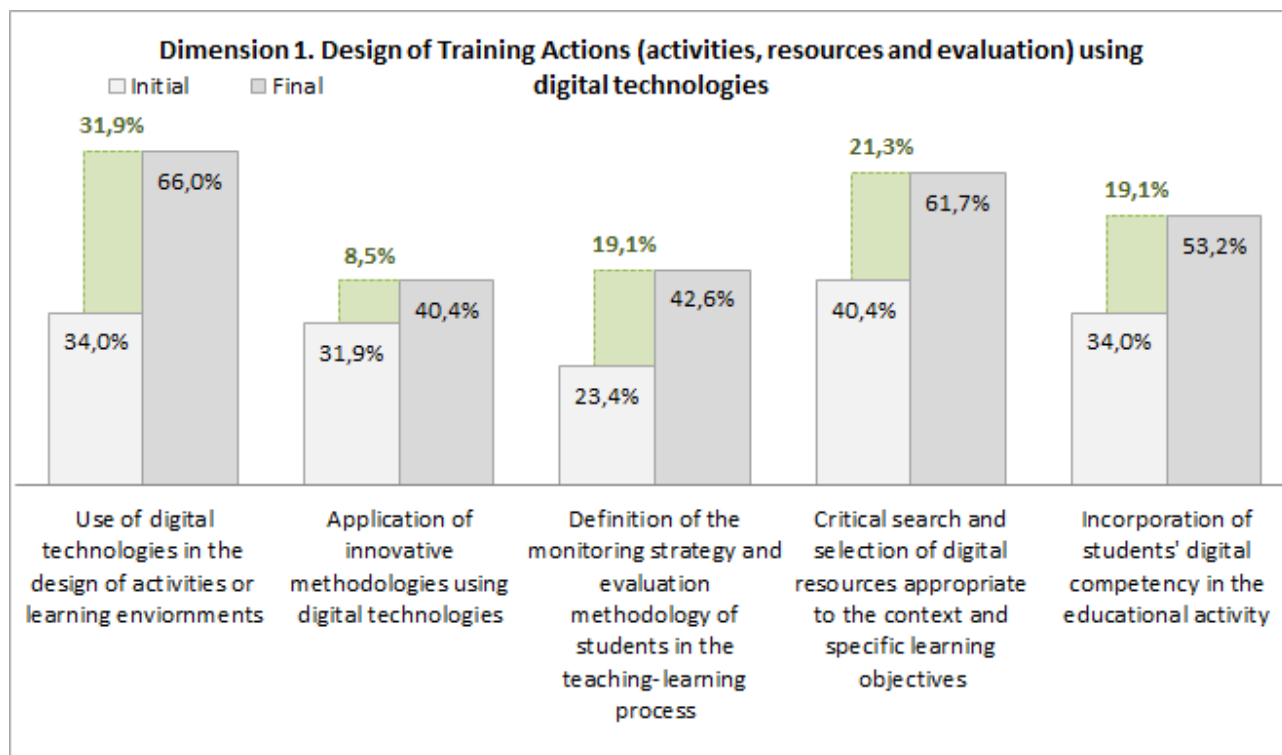 Dimension 1. Design of Training Actions (activities, resources and evaluation) using
digital technologies
Initial
Final
31,9%
66,0%
34,0%
8,5%
40,4%
31,9%
19,1%
42,6%
23,4%
21,3%
61,7%
40,4%
19,1%
53,2%
34,0%
Use of digital
technologies in the
design of activities or
learning enviornments
Application of
innovative
methodologies using
digital technologies
Definition of the
monitoring strategy and
evaluation
methodology of
students in the
teaching-learning
process
Critical search and
selection of digital
resources appropriate
to the context and
specific learning
objectives
Incorporation of
students' digital
competency in the
educational activity